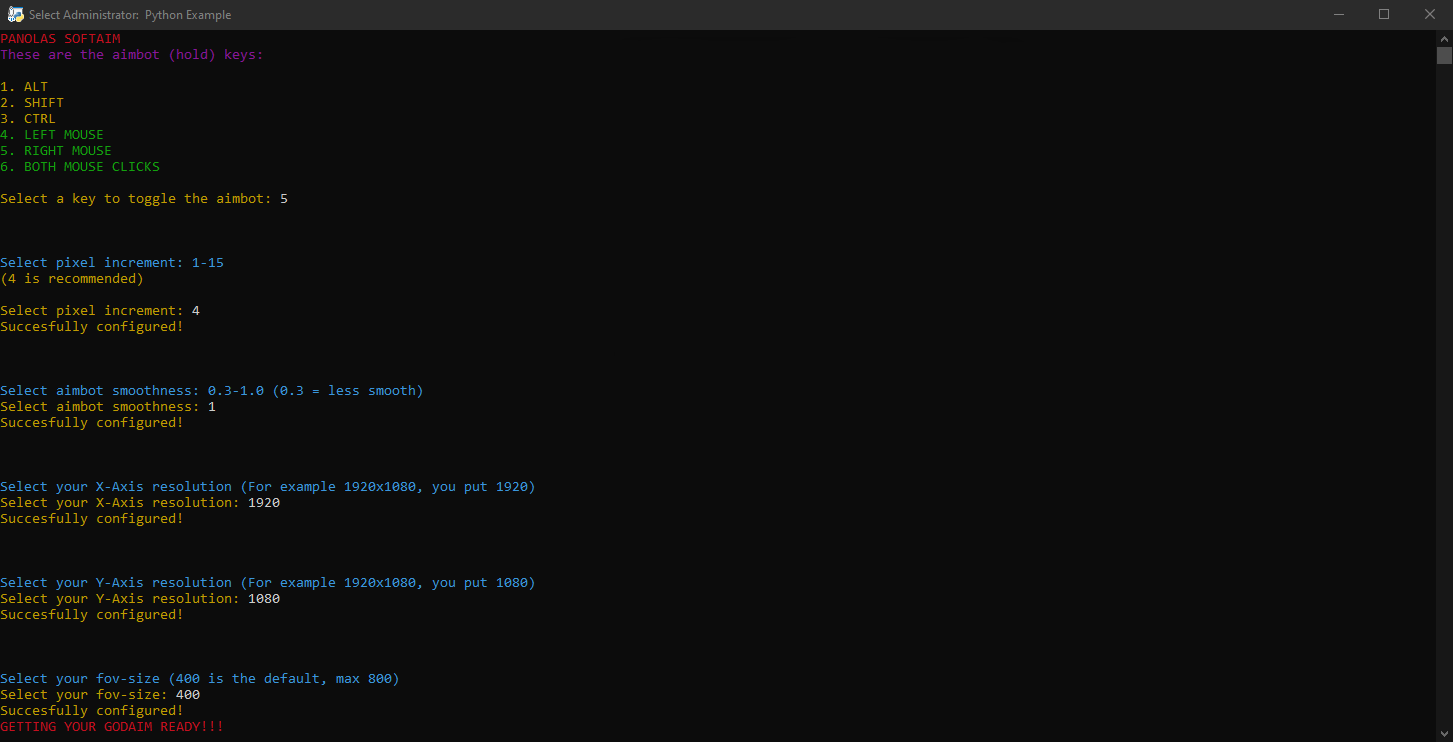 Select Administrator:  Python Example
PANOLAS SOFTAIM
These are the aimbot (hold) keys:
1. ALT
2. SHIFT
3. CTRL
4. LEFT MOUSE
5. RIGHT MOUSE
6. BOTH MOUSE CLICKS
Select a key to toggle the aimbot: 5
Select pixel increment: 1-15
(4 is recommended)
Select pixel increment: 4
Succesfully configured!
Select aimbot smoothness: 0.3-1.0 (0.3 = less smooth)
Select aimbot smoothness: 1
Succesfully configured!
Select your X-Axis resolution (For example 1920x1080, you put 1920)
Select your X-Axis resolution: 1920
Succesfully configured!
Select your Y-Axis resolution (For example 1920x1080, you put 1080)
Select your Y-Axis resolution: 1080
Succesfully configured!
Select your fov-size (400 is the default, max 800)
Select your fov-size: 400
Succesfully configured!
GETTING YOUR GODAIM READY!!!